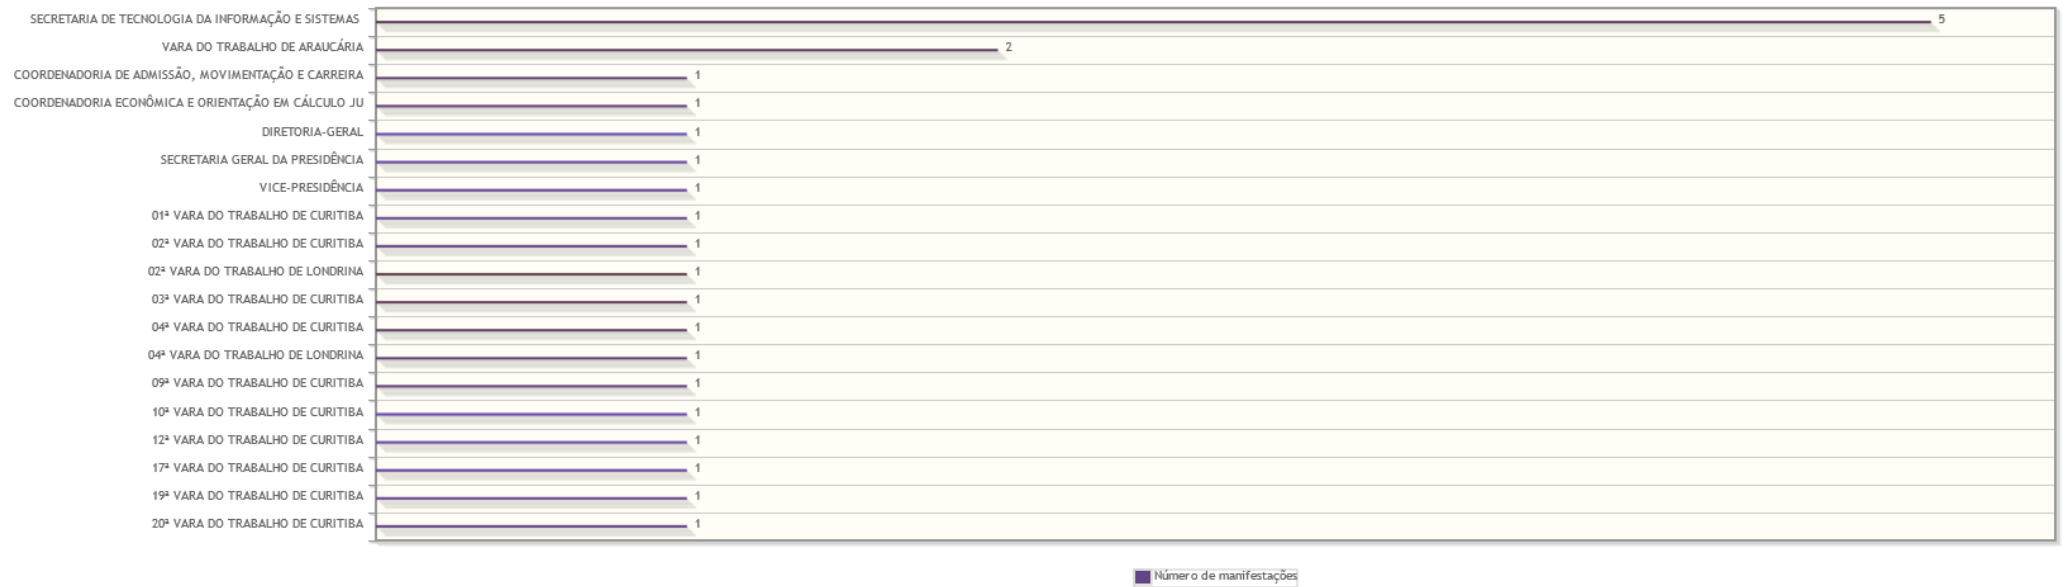 SECRETARIA DE TECNOLOGIA DA INFORMAÇÃO E SISTEMAS 5
VARA DO TRABALHO DE ARAUCÁRIA 2
COORDENADORIA DE ADMISSÃO, MOVIMENTAÇÃO E CARREIRA 1
COORDENADORIA ECONÔMICA E ORIENTAÇÃO EM CÁLCULO JU 1
DIRETORIA-GERAL 1
SECRETARIA GERAL DA PRESIDÊNCIA 1
VICE-PRESIDÊNCIA 1
01ª VARA DO TRABALHO DE CURITIBA 1
02ª VARA DO TRABALHO DE CURITIBA 1
02ª VARA DO TRABALHO DE LONDRINA 1
03ª VARA DO TRABALHO DE CURITIBA 1
04ª VARA DO TRABALHO DE CURITIBA 1
04ª VARA DO TRABALHO DE LONDRINA 1
09ª VARA DO TRABALHO DE CURITIBA 1
10ª VARA DO TRABALHO DE CURITIBA 1
12ª VARA DO TRABALHO DE CURITIBA 1
17ª VARA DO TRABALHO DE CURITIBA 1
19ª VARA DO TRABALHO DE CURITIBA 1
20ª VARA DO TRABALHO DE CURITIBA 1
Número de manifestações